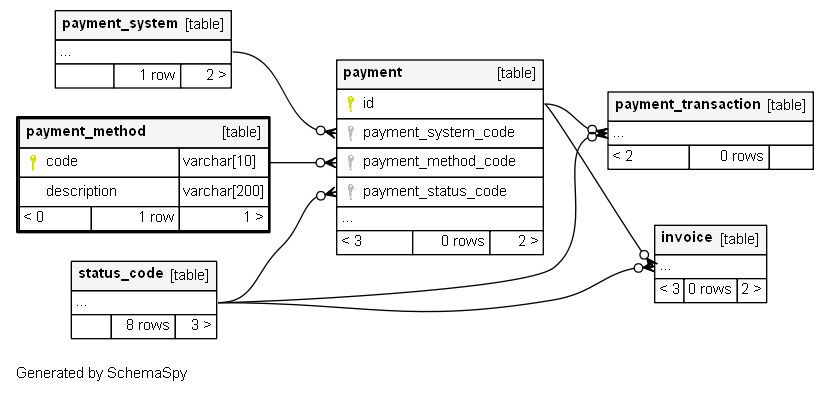 payment_system [table]
...
1 row 2 >
payment_method [table]
code varchar[10]
description varchar[200]
< 0 1 row 1 >
status_code [table]
...
8 rows 3 >
payment [table]
id
payment_system_code
payment_method_code
payment_status_code
...
< 3 0 rows 2 >
payment_transaction [table]
...
< 2 0 rows
invoice [table]
...
< 3 0 rows 2 >
Generated by SchemaSpy